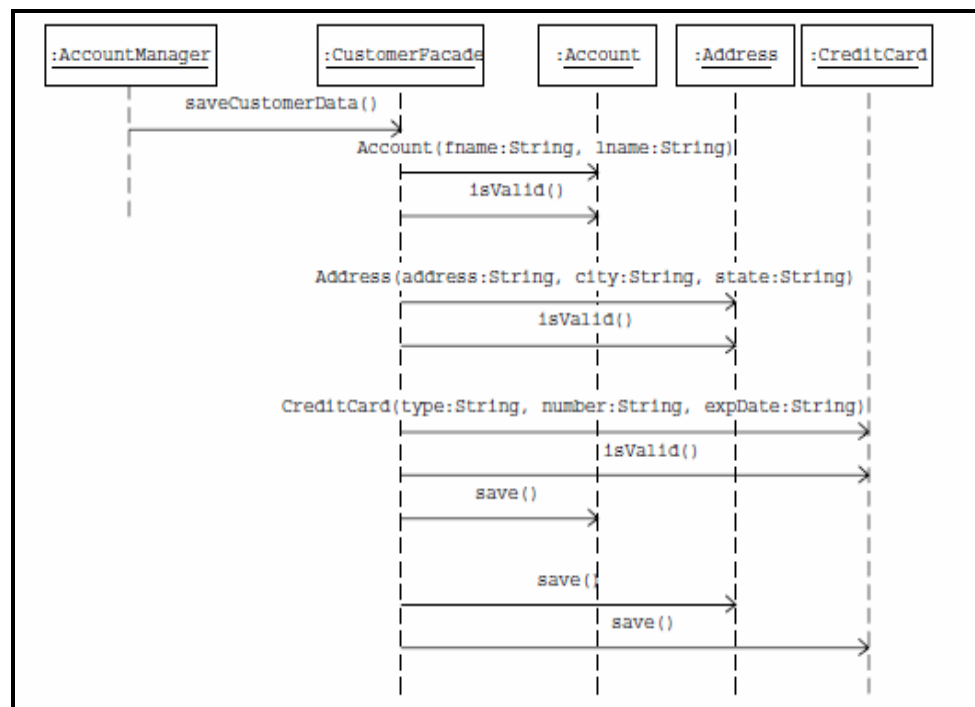 :AccountManager :CustomerFacade :Account :Address :CreditCard
saveCustomerData()
Account(fname:String, lname:String)
isValid()
Address(address:String, city:String, state:String)
isValid()
CreditCard(type:String, number:String, expDate:String)
isValid()
save()
save()
save()